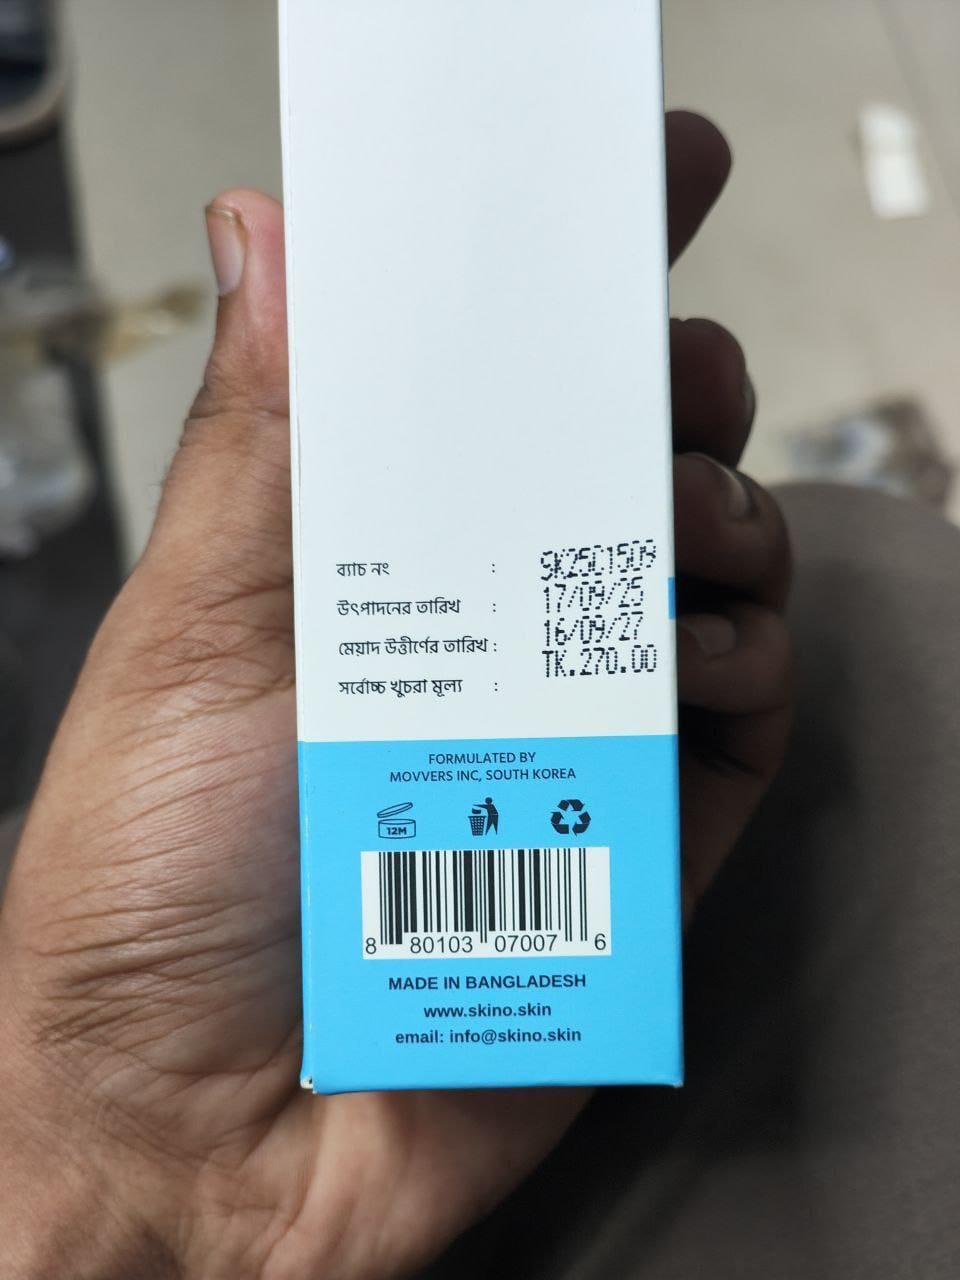 ব্যাচ নং : SK25C1509
উৎপাদনের তারিখ : 17/09/25
মেয়াদ উত্তীর্ণের তারিখ : 16/09/27
সর্বোচ্চ খুচরা মূল্য : TK.270.00
FORMULATED BY
MOVVERS INC, SOUTH KOREA
12M
8 80103 07007 6
MADE IN BANGLADESH
www.skino.skin
email: info@skino.skin